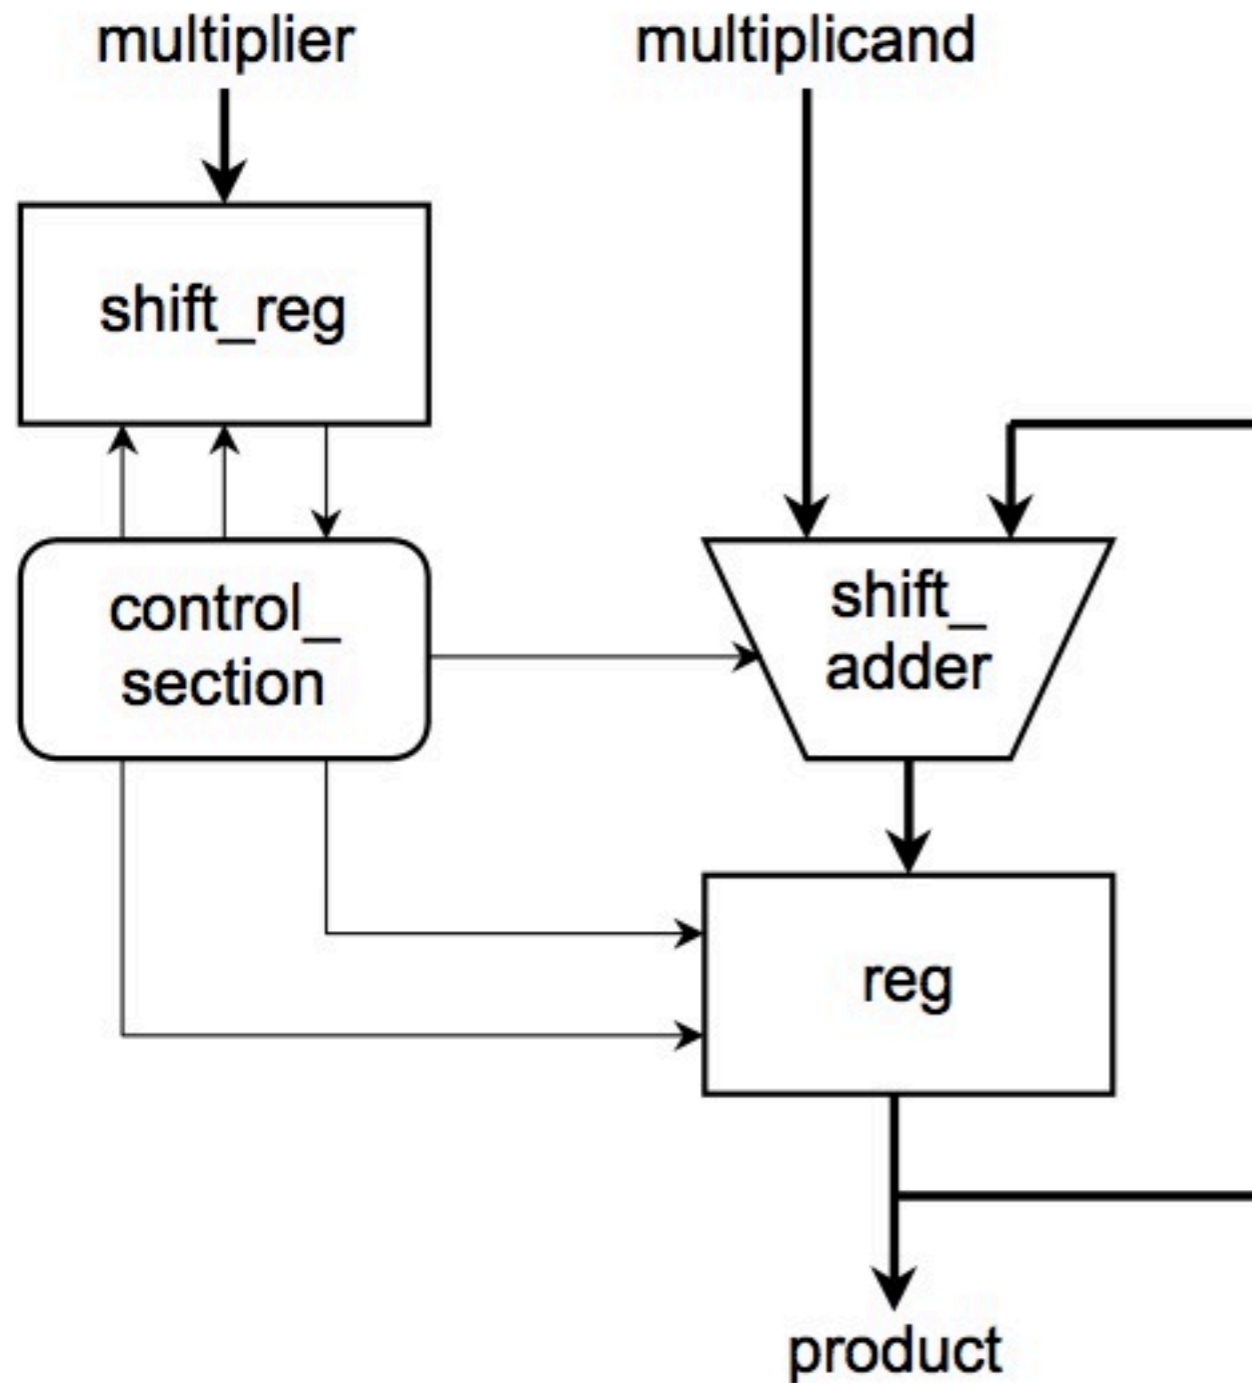 multiplier
multiplicand
shift_reg
control_
section
shift_
adder
reg
product